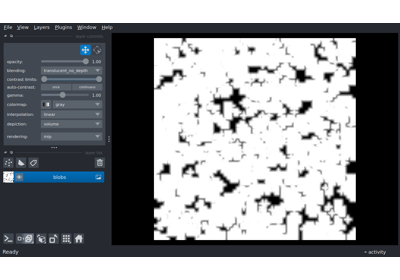 File View Layers Plugins Window Help
opacity: 1.00
blending: translucent_no_depth
contrast limits:
auto-contrast: once continuous
gamma: 1.00
colormap: gray
interpolation: linear
depiction: volume
rendering: mip
blobs
Ready activity